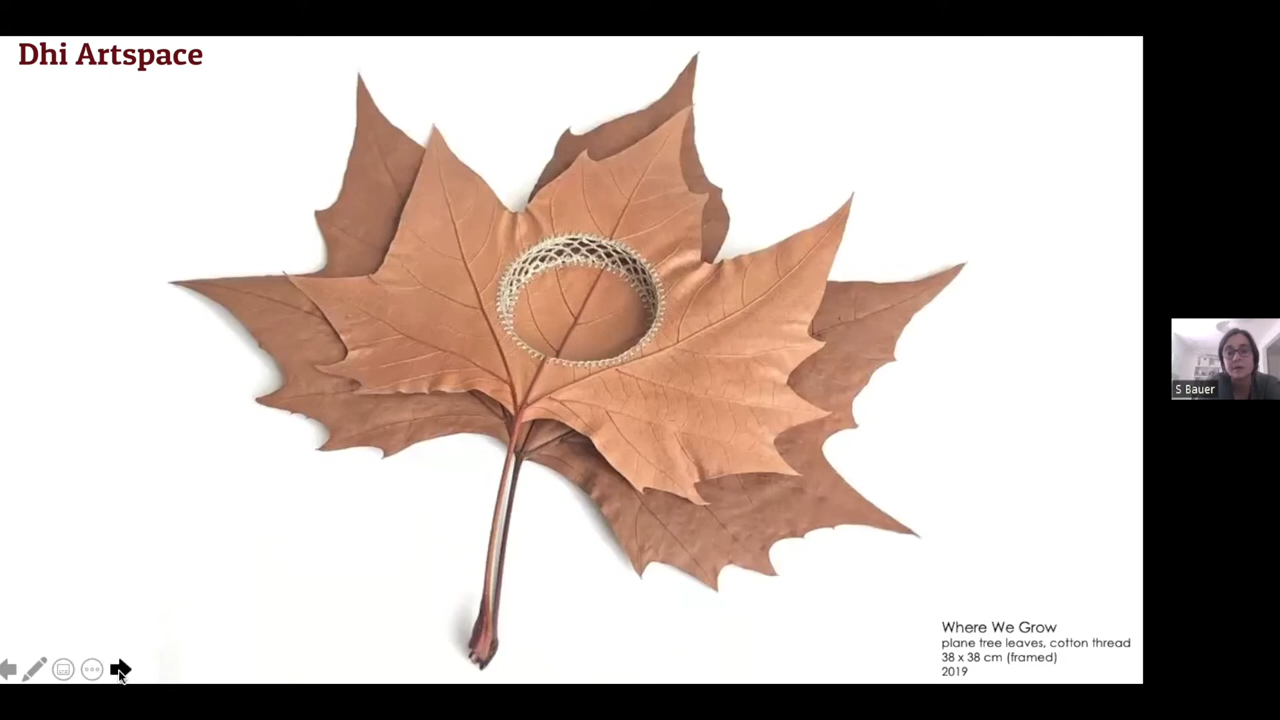 Dhi Artspace
S Bauer
Where We Grow
plane tree leaves, cotton thread
38 x 38 cm (framed)
2019